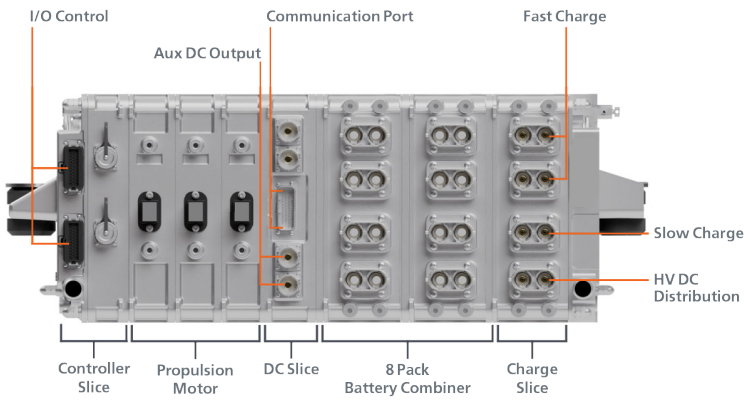 I/O Control
Communication Port
Fast Charge
Aux DC Output
Slow Charge
HV DC
Distribution
Controller
Slice
Propulsion
Motor
DC Slice
8 Pack
Battery Combiner
Charge
Slice